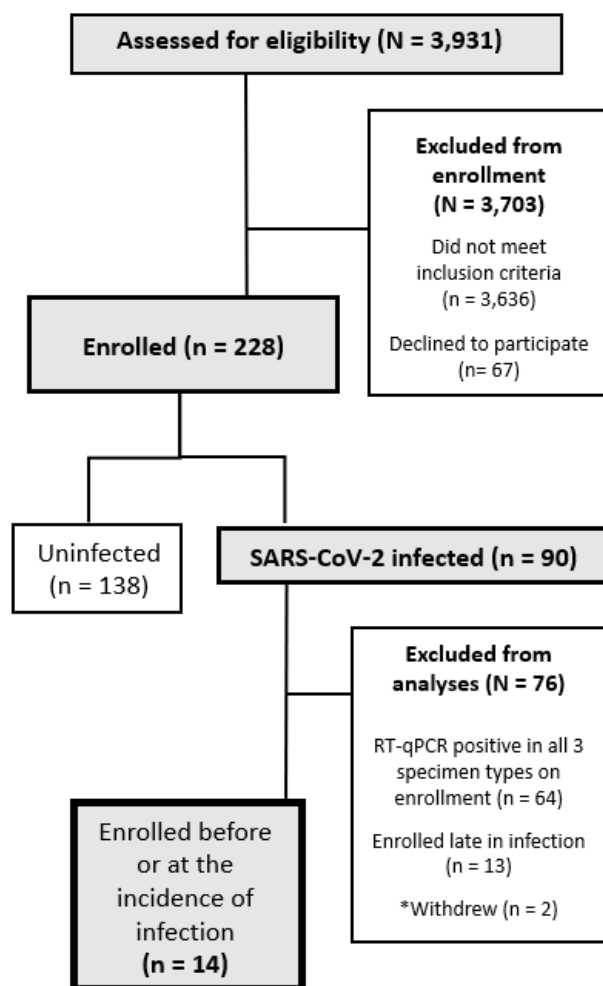 Assessed for eligibility (N = 3,931)
Excluded from
enrollment
(N = 3,703)
Did not meet
inclusion criteria
(n = 3,636)
Declined to participate
(n= 67)
Enrolled (n = 228)
Uninfected
(n = 138)
SARS-CoV-2 infected (n = 90)
Excluded from
analyses (N = 76)
RT-qPCR positive in all 3
specimen types on
enrollment (n = 64)
Enrolled late in infection
(n = 13)
*Withdrew (n = 2)
Enrolled before
or at the
incidence of
infection
(n = 14)